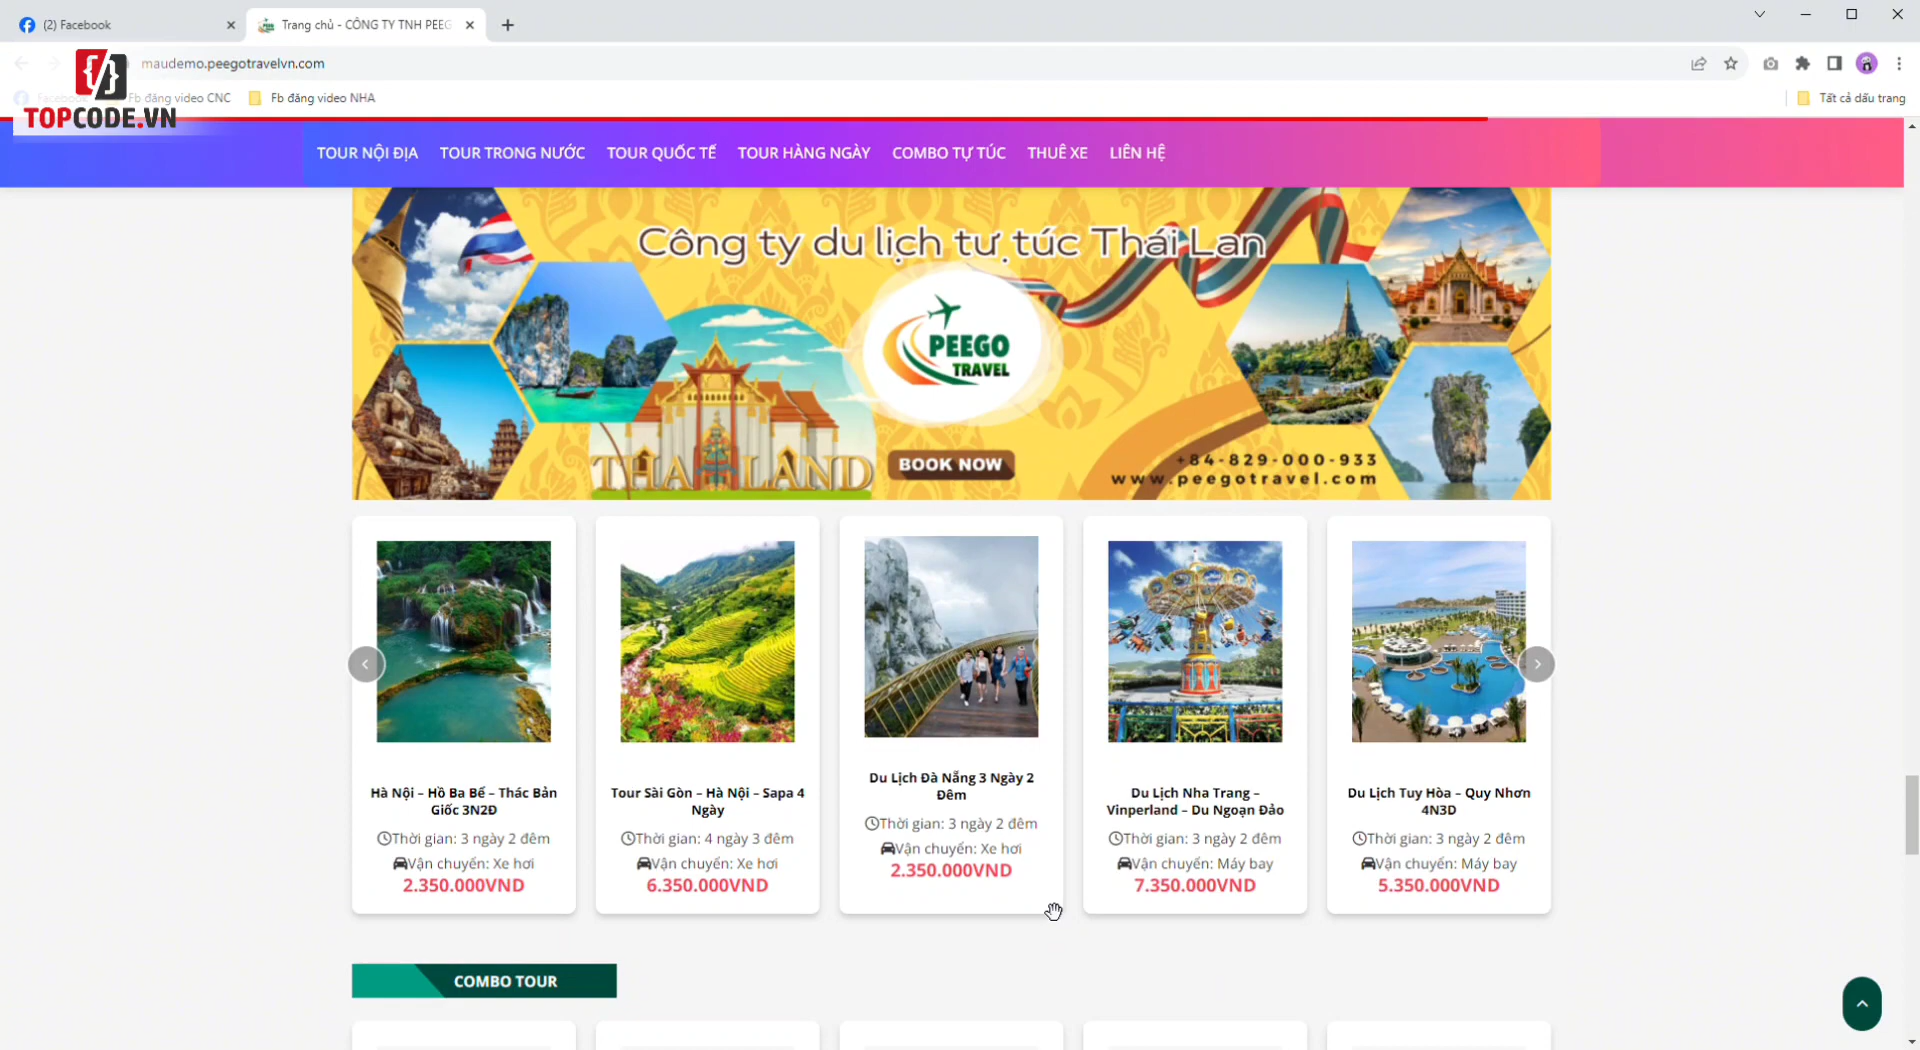 (2) Facebook
Trang chủ - CÔNG TY TNH PEEG
maudemo.peegotravelvn.com
Facebook
Fb đăng video CNC
Fb đăng video NHA
Tất cả dấu trang
TOPCODE.VN
TOUR NỘI ĐỊA
TOUR TRONG NƯỚC
TOUR QUỐC TẾ
TOUR HÀNG NGÀY
COMBO TỰ TÚC
THUÊ XE
LIÊN HỆ
Công ty du lịch tự túc Thái Lan
PEEGO
TRAVEL
THAILAND
BOOK NOW
+84-829-000-933
www.peegotravel.com
Hà Nội – Hồ Ba Bể – Thác Bản
Giốc 3N2Đ
Thời gian: 3 ngày 2 đêm
Vận chuyển: Xe hơi
2.350.000VND
Tour Sài Gòn – Hà Nội – Sapa 4
Ngày
Thời gian: 4 ngày 3 đêm
Vận chuyển: Xe hơi
6.350.000VND
Du Lịch Đà Nẵng 3 Ngày 2
Đêm
Thời gian: 3 ngày 2 đêm
Vận chuyển: Xe hơi
2.350.000VND
Du Lịch Nha Trang –
Vinperland – Du Ngoạn Đảo
Thời gian: 3 ngày 2 đêm
Vận chuyển: Máy bay
7.350.000VND
Du Lịch Tuy Hòa – Quy Nhơn
4N3D
Thời gian: 3 ngày 2 đêm
Vận chuyển: Máy bay
5.350.000VND
COMBO TOUR